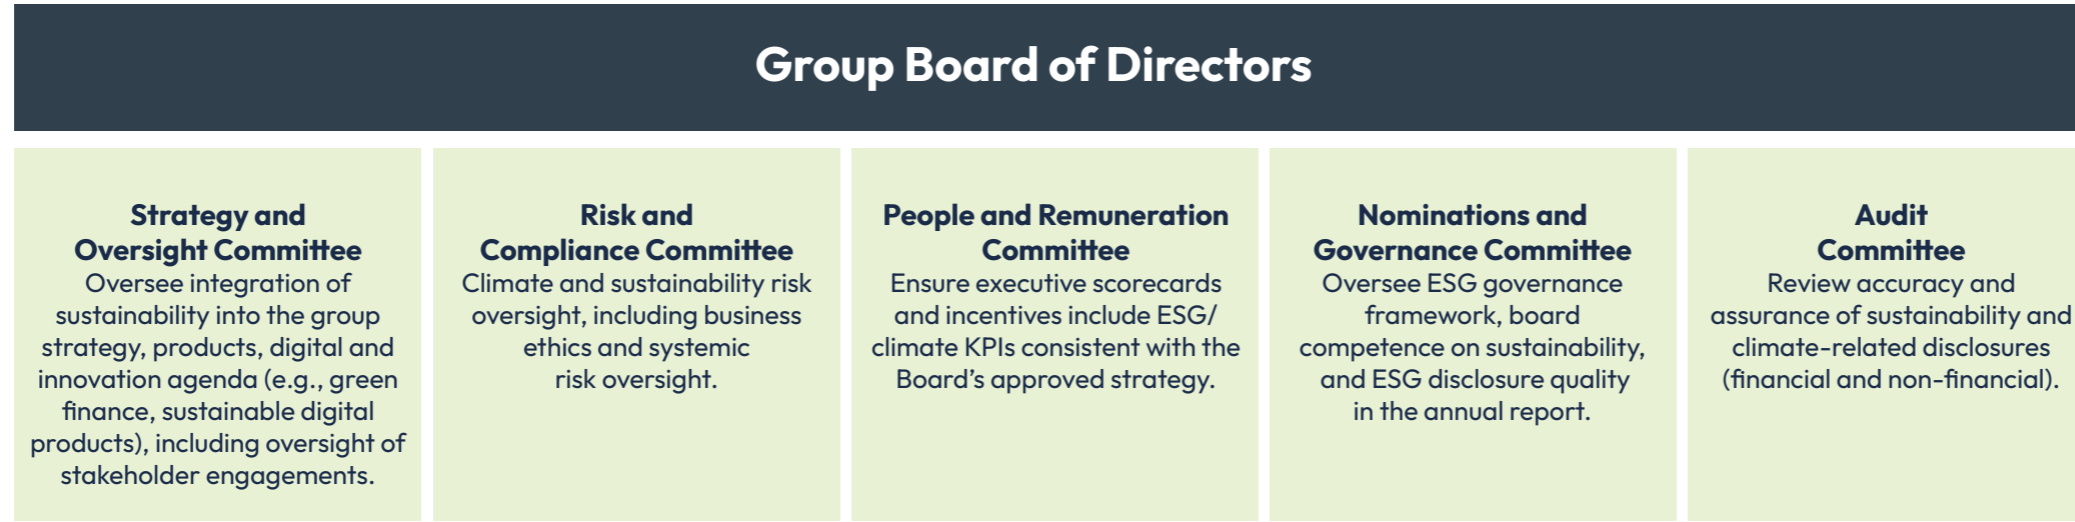 Group Board of Directors
Strategy and
Oversight Committee
Oversee integration of
sustainability into the group
strategy, products, digital and
innovation agenda (e.g., green
finance, sustainable digital
products), including oversight of
stakeholder engagements.
Risk and
Compliance Committee
Climate and sustainability risk
oversight, including business
ethics and systemic
risk oversight.
People and Remuneration
Committee
Ensure executive scorecards
and incentives include ESG/
climate KPIs consistent with the
Board’s approved strategy.
Nominations and
Governance Committee
Oversee ESG governance
framework, board
competence on sustainability,
and ESG disclosure quality
in the annual report.
Audit
Committee
Review accuracy and
assurance of sustainability and
climate-related disclosures
(financial and non-financial).